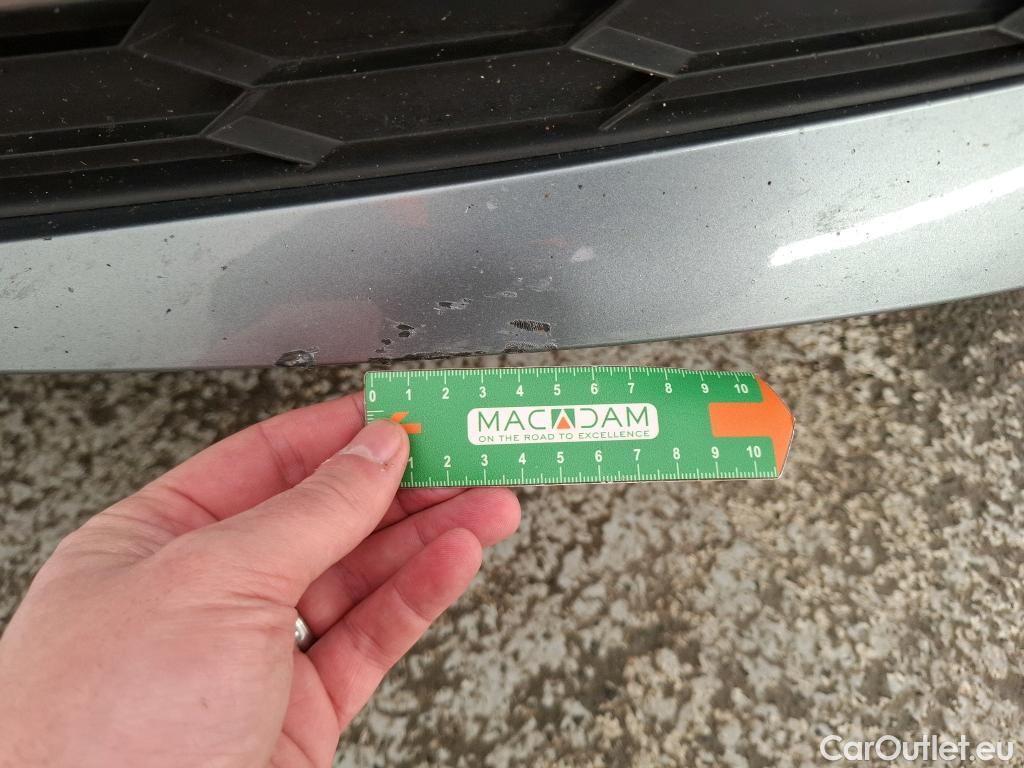 0 1 2 3 4 5 6 7 8 9 10
MACADAM
ON THE ROAD TO EXCELLENCE
1 2 3 4 5 6 7 8 9 10
CarOutlet.eu